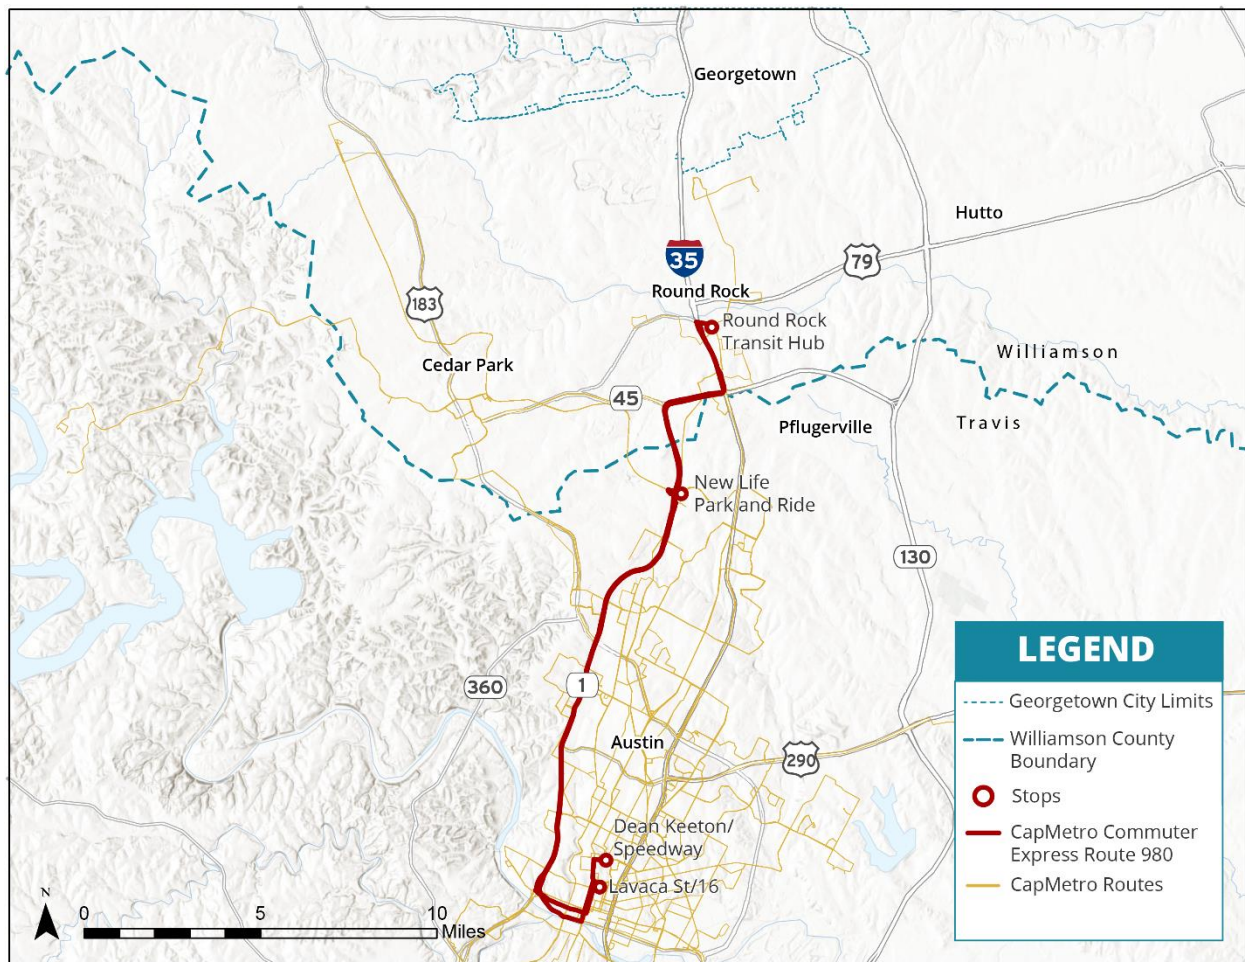 Georgetown
Hutto
35
79
Round Rock
183
Round Rock
Transit Hub
Williamson
Cedar Park
45
Travis
Pflugerville
New Life
Park and Ride
130
LEGEND
Georgetown City Limits
Williamson County
Boundary
Stops
CapMetro Commuter
Express Route 980
CapMetro Routes
360
1
Austin
290
Dean Keeton/
Speedway
Lavaca St/16
N
0 5 10
Miles